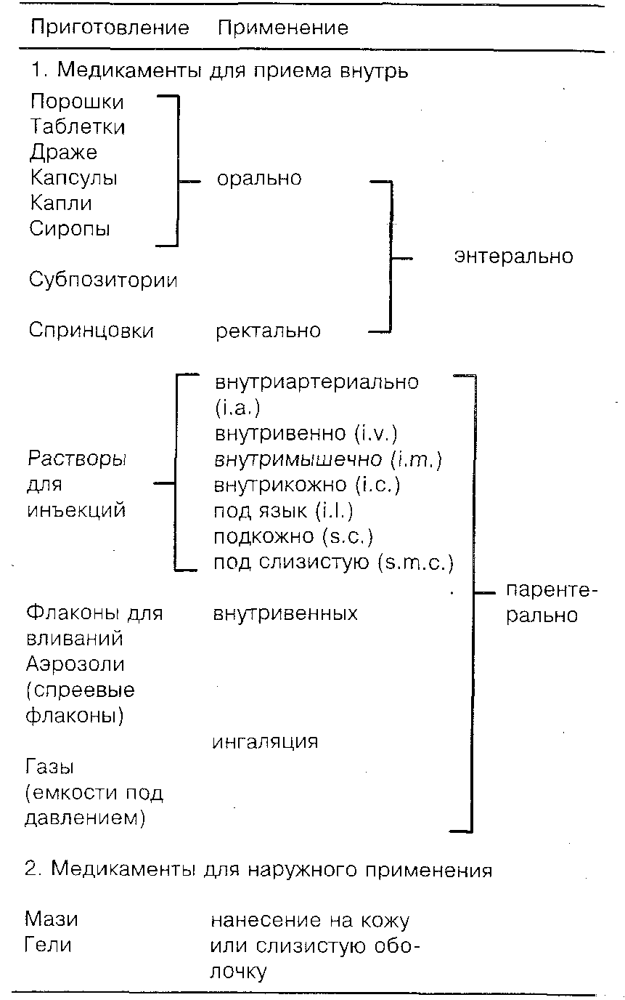 Приготовление Применение
1. Медикаменты для приема внутрь
Порошки
Таблетки
Драже
Капсулы орально
Капли
Сиропы
энтерально
Субпозитории
Спринцовки ректально
внутриартериально
(i.a.)
внутривенно (i.v.)
Растворы внутримышечно (i.m.)
для внутрикожно (i.c.)
инъекций под язык (i.l.)
подкожно (s.c.)
под слизистую (s.m.c.)
паренте-
Флаконы для внутривенных рально
вливаний
Аэрозоли
(спреевые
флаконы)
ингаляция
Газы
(емкости под
давлением)
2. Медикаменты для наружного применения
Мази нанесение на кожу
Гели или слизистую обо-
лочку